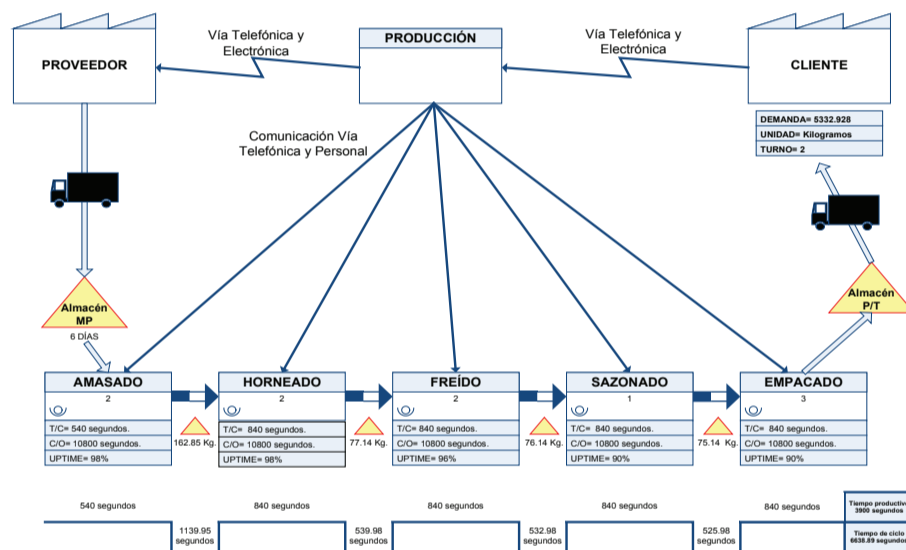 Vía Telefónica y
Electrónica
PROVEEDOR
PRODUCCIÓN
Vía Telefónica y
Electrónica
CLIENTE
DEMANDA= 5332.928
UNIDAD= Kilogramos
TURNO= 2
Comunicación Vía
Telefónica y Personal
Almacén
MP
6 DÍAS
Almacén
P/T
AMASADO
2
T/C= 540 segundos.
C/O= 10800 segundos.
UPTIME= 98%
162.85 Kg.
HORNEADO
2
T/C= 840 segundos.
C/O= 10800 segundos.
UPTIME= 98%
77.14 Kg.
FREÍDO
2
T/C= 840 segundos.
C/O= 10800 segundos.
UPTIME= 96%
76.14 Kg.
SAZONADO
1
T/C= 840 segundos.
C/O= 10800 segundos.
UPTIME= 90%
75.14 Kg.
EMPACADO
3
T/C= 840 segundos.
C/O= 10800 segundos.
UPTIME= 90%
540 segundos
840 segundos
840 segundos
840 segundos
840 segundos
Tiempo productivo
3900 segundos
1139.95
segundos
539.98
segundos
532.98
segundos
525.98
segundos
Tiempo de ciclo
6638.89 segundos